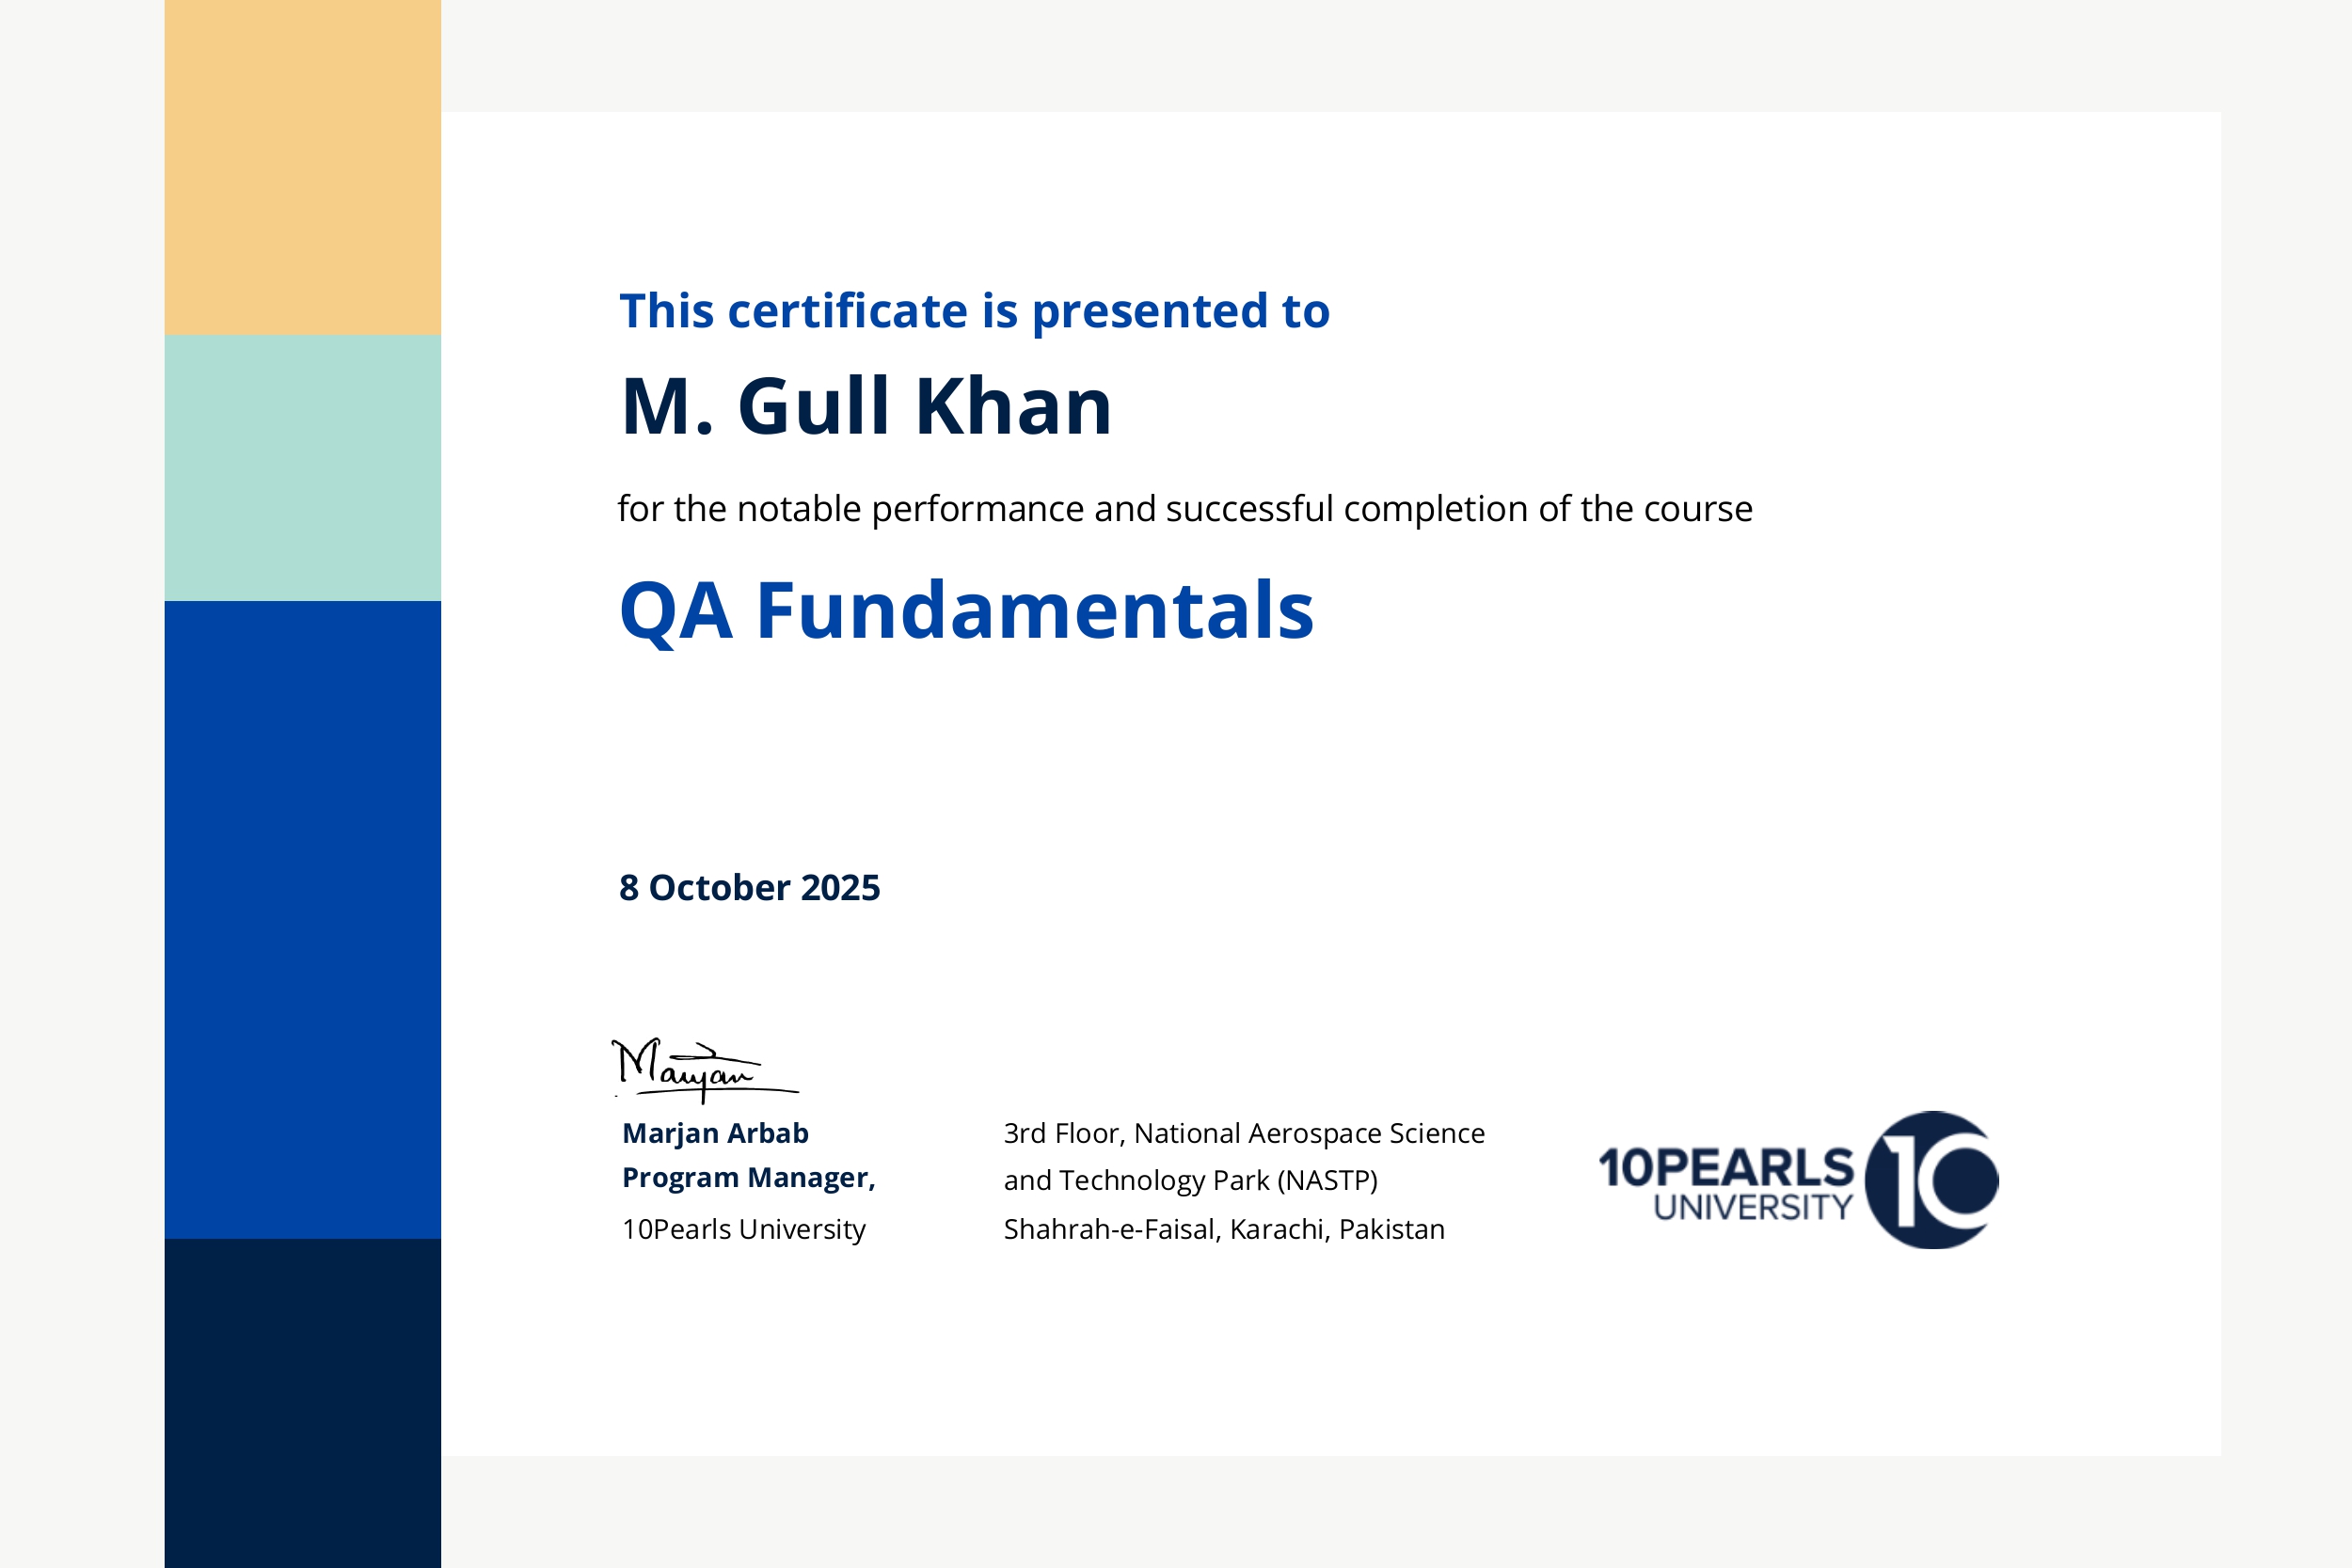 This certificate is presented to
M. Gull Khan
for the notable performance and successful completion of the course
QA Fundamentals
8 October 2025
Marjan
Marjan Arbab
Program Manager,
10Pearls University
3rd Floor, National Aerospace Science
and Technology Park (NASTP)
Shahrah-e-Faisal, Karachi, Pakistan
10PEARLS
UNIVERSITY
10